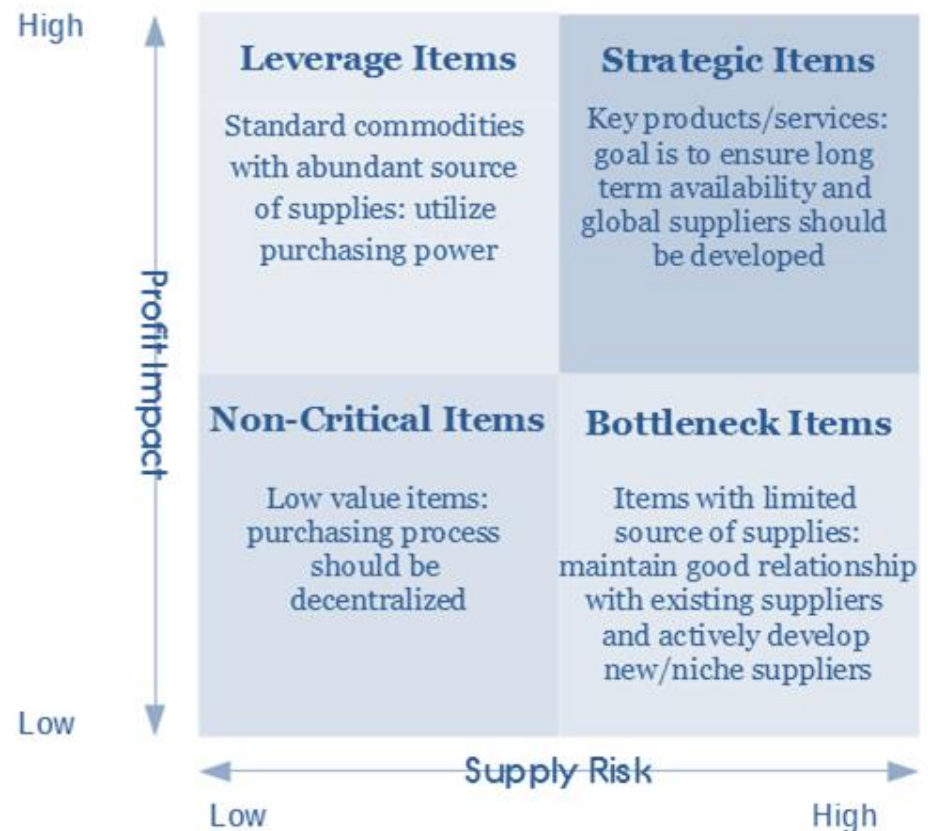 High
Leverage Items
Standard commodities
with abundant source
of supplies: utilize
purchasing power
Strategic Items
Key products/services:
goal is to ensure long
term availability and
global suppliers should
be developed
Profit Impact
Non-Critical Items
Low value items:
purchasing process
should be
decentralized
Bottleneck Items
Items with limited
source of supplies:
maintain good relationship
with existing suppliers
and actively develop
new/niche suppliers
Low
Supply Risk
Low
High